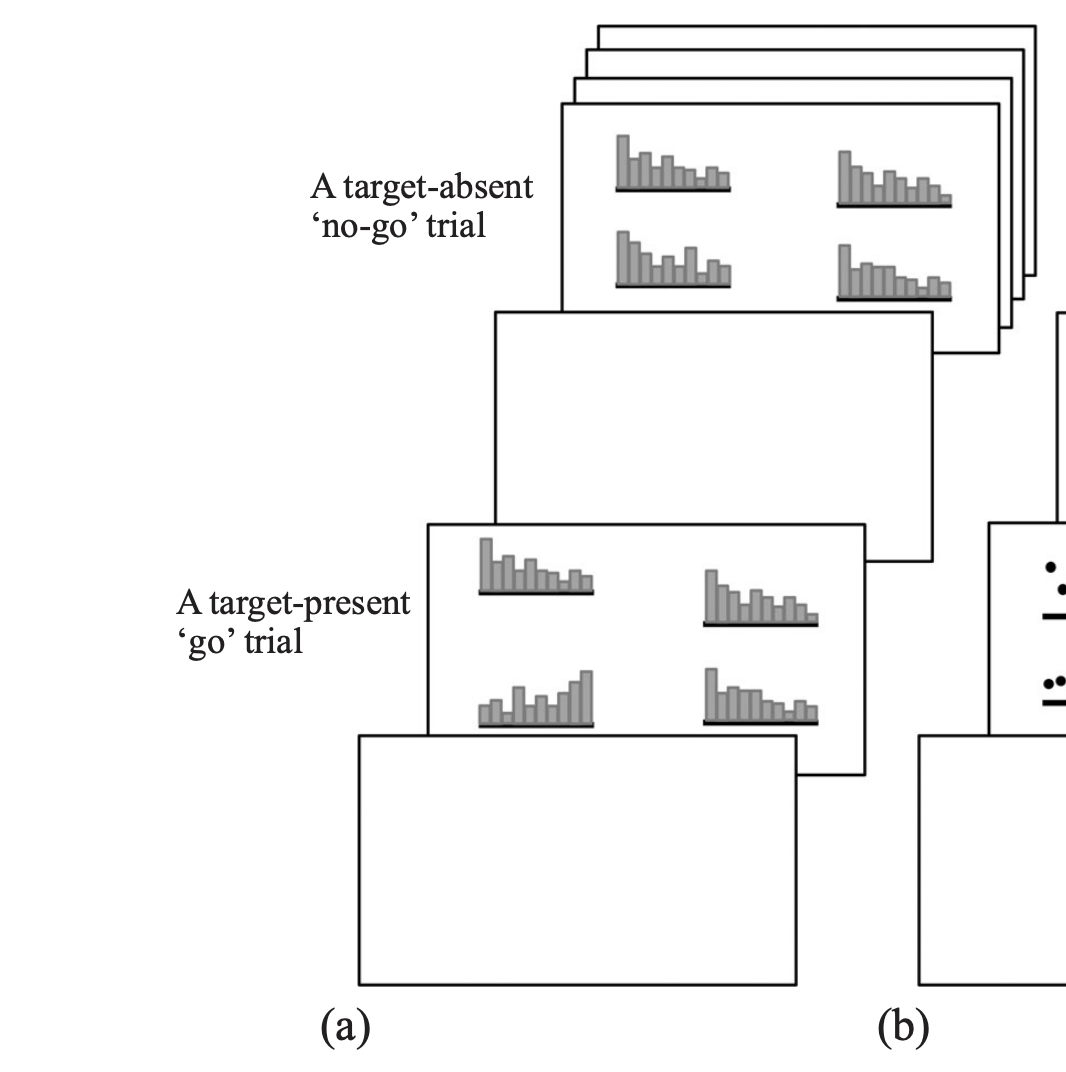 A target-absent
‘no-go’ trial
A target-present
‘go’ trial
(a)
(b)